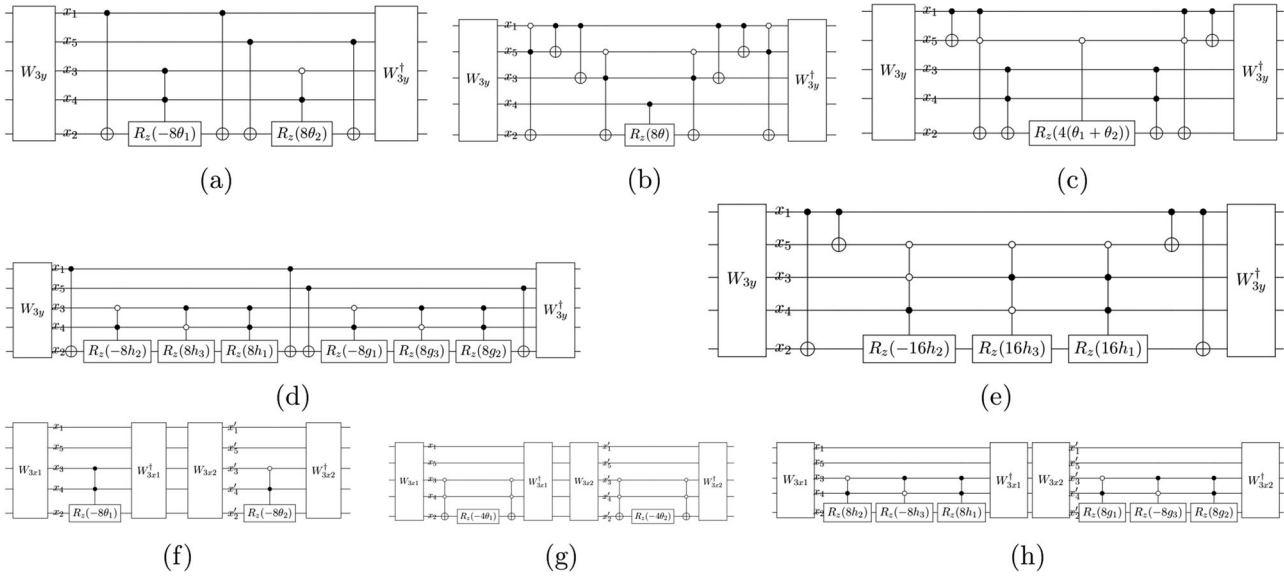 x₁
x₅
W₃y x₃ W†₃y
x₄
x₂ Rz(−8θ₁) Rz(8θ₂)
(a)
x₁
x₅
W₃y x₃ W†₃y
x₄
x₂ Rz(8θ)
(b)
x₁
x₅
W₃y x₃ W†₃y
x₄
x₂ Rz(4(θ₁ + θ₂))
(c)
x₁
x₅
W₃y x₃ W†₃y
x₄
x₂ Rz(−8h₂) Rz(8h₃) Rz(8h₁) Rz(−8g₁) Rz(8g₃) Rz(8g₂)
(d)
x₁
x₅
W₃y x₃ W†₃y
x₄
x₂ Rz(−16h₂) Rz(16h₃) Rz(16h₁)
(e)
x₁ x′₁
x₅ x′₅
W₃ₓ₁ x₃ W†₃ₓ₁ W₃ₓ₂ x′₃ W†₃ₓ₂
x₄ x′₄
x₂ Rz(−8θ₁) x′₂ Rz(−8θ₂)
(f)
x₁ x′₁
x₅ x′₅
W₃ₓ₁ x₃ W†₃ₓ₁ W₃ₓ₂ x′₃ W†₃ₓ₂
x₄ x′₄
x₂ Rz(−4θ₁) x′₂ Rz(−4θ₂)
(g)
x₁ x′₁
x₅ x′₅
W₃ₓ₁ x₃ W†₃ₓ₁ W₃ₓ₂ x′₃ W†₃ₓ₂
x₄ x′₄
x₂ Rz(8h₂) Rz(−8h₃) Rz(8h₁) x′₂ Rz(8g₁) Rz(−8g₃) Rz(8g₂)
(h)